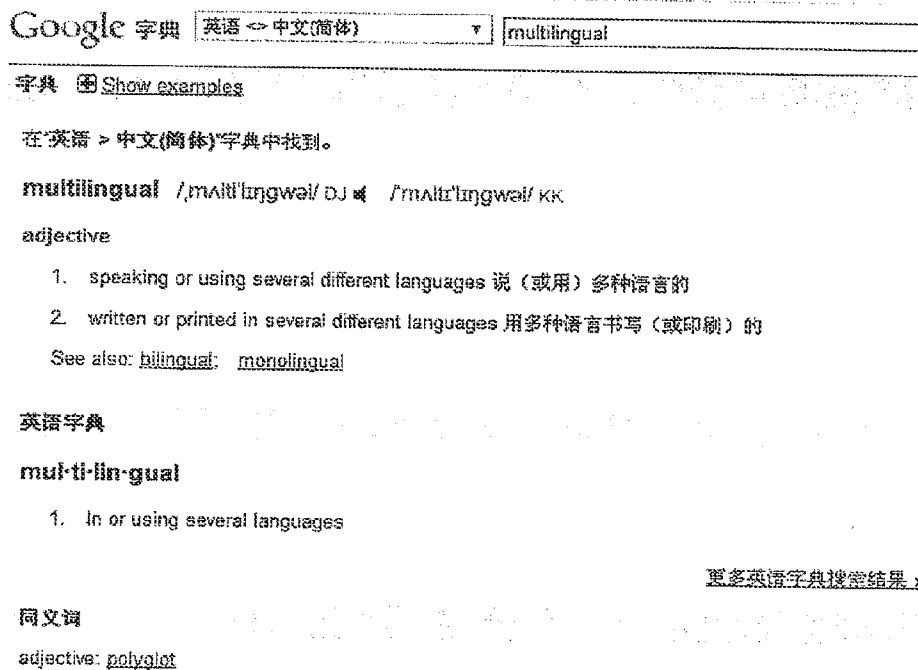 Google 字典 英语 <> 中文(简体) ▼ multilingual
字典 Show examples
在"英语 > 中文(简体)"字典中找到。
multilingual /ˌmʌltiˈlɪŋgwəl/ DJ /ˈmʌltɪˈlɪŋgwəl/ KK
adjective
1. speaking or using several different languages 说（或用）多种语言的
2. written or printed in several different languages 用多种语言书写（或印刷）的
See also: bilingual; monolingual
英语字典
mul·ti·lin·gual
1. In or using several languages
更多英语字典搜索结果 »
同义词
adjective: polyglot